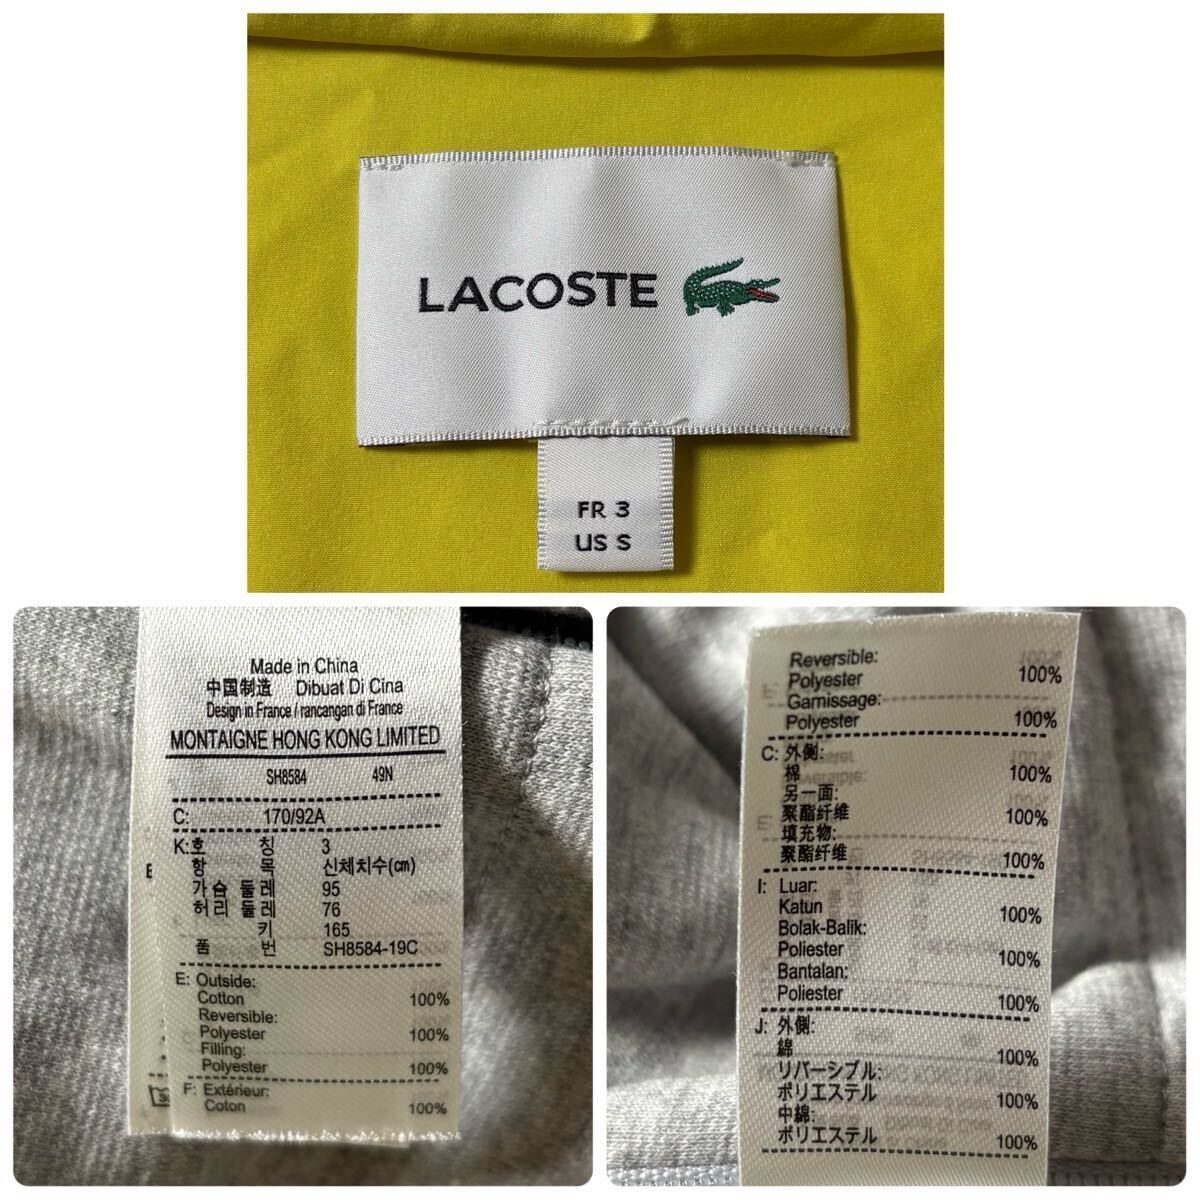 LACOSTE
FR 3
US S
Made in China
中国制造 Dibuat Di Cina
Design in France / rancangan di France
MONTAIGNE HONG KONG LIMITED
SH8584 49N
C: 170/92A
K:호 칭 3
항 목 신체치수(㎝)
가슴 둘레 95
허리 둘레 76
키 165
품 번 SH8584-19C
E: Outside:
Cotton 100%
Reversible:
Polyester 100%
Filling:
Polyester 100%
F: Extérieur:
Coton 100%
Reversible:
Polyester 100%
Garnissage:
Polyester 100%
C: 外侧:
棉 100%
另一面:
聚酯纤维 100%
填充物:
聚酯纤维 100%
I: Luar:
Katun 100%
Bolak-Balik:
Poliester 100%
Bantalan:
Poliester 100%
J: 外側:
綿 100%
リバーシブル:
ポリエステル 100%
中綿:
ポリエステル 100%